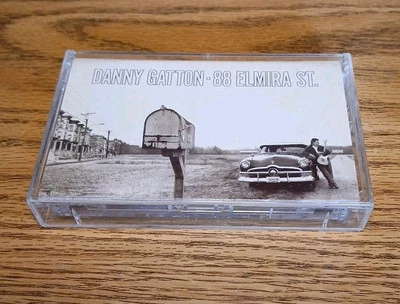 DANNY GATTON · 88 ELMIRA ST.